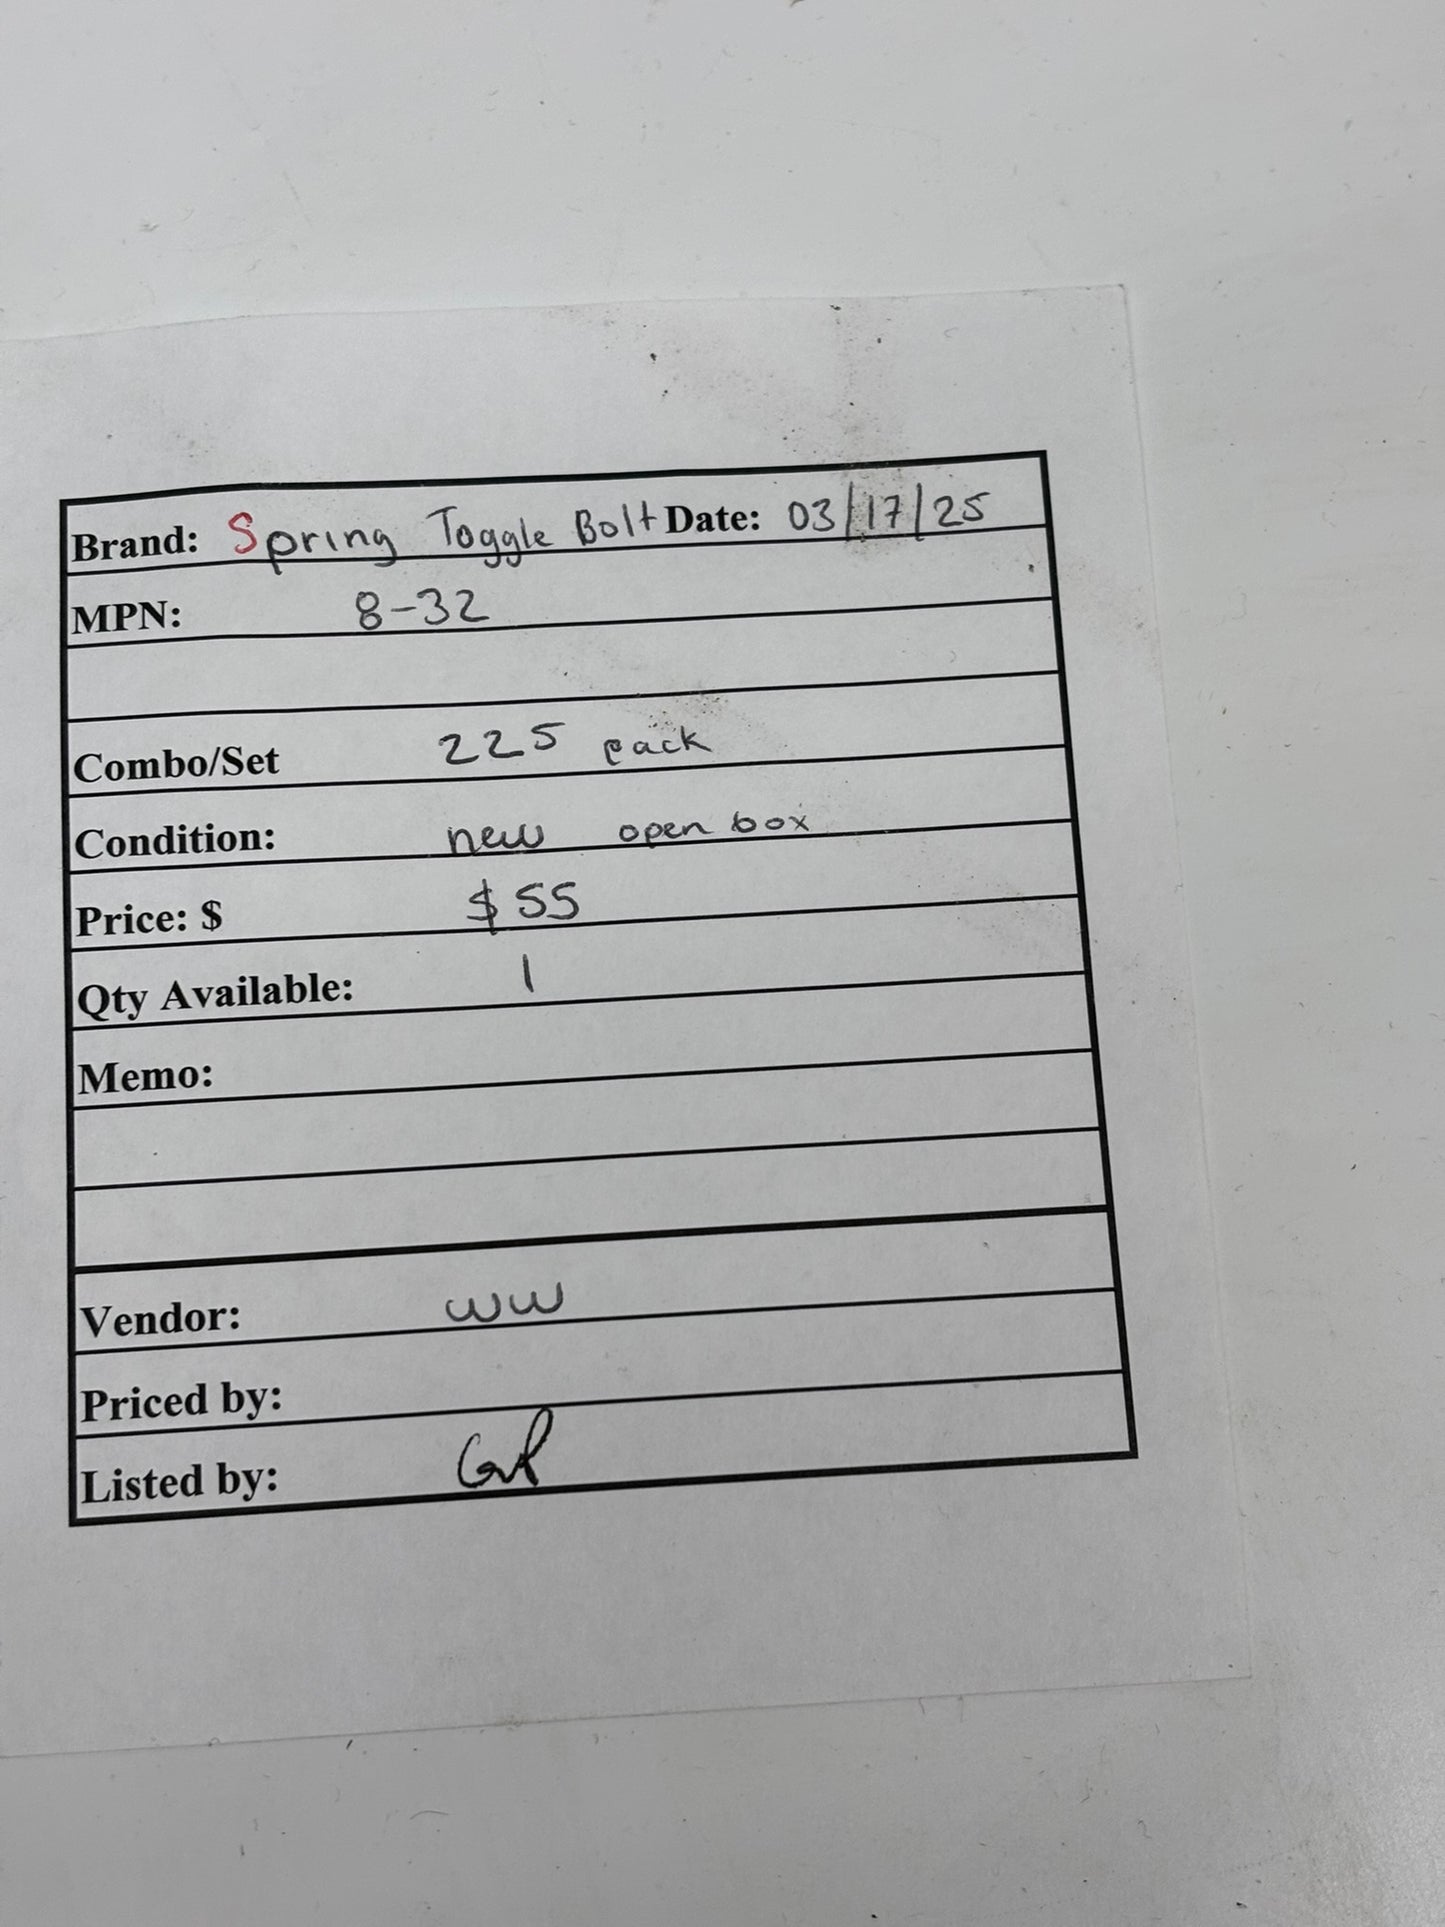 Brand: Spring Toggle Bolt Date: 03/17/25
MPN: 8-32
Combo/Set 225 pack
Condition: new open box
Price: $ $55
Qty Available: 1
Memo:
Vendor: WW
Priced by:
Listed by: